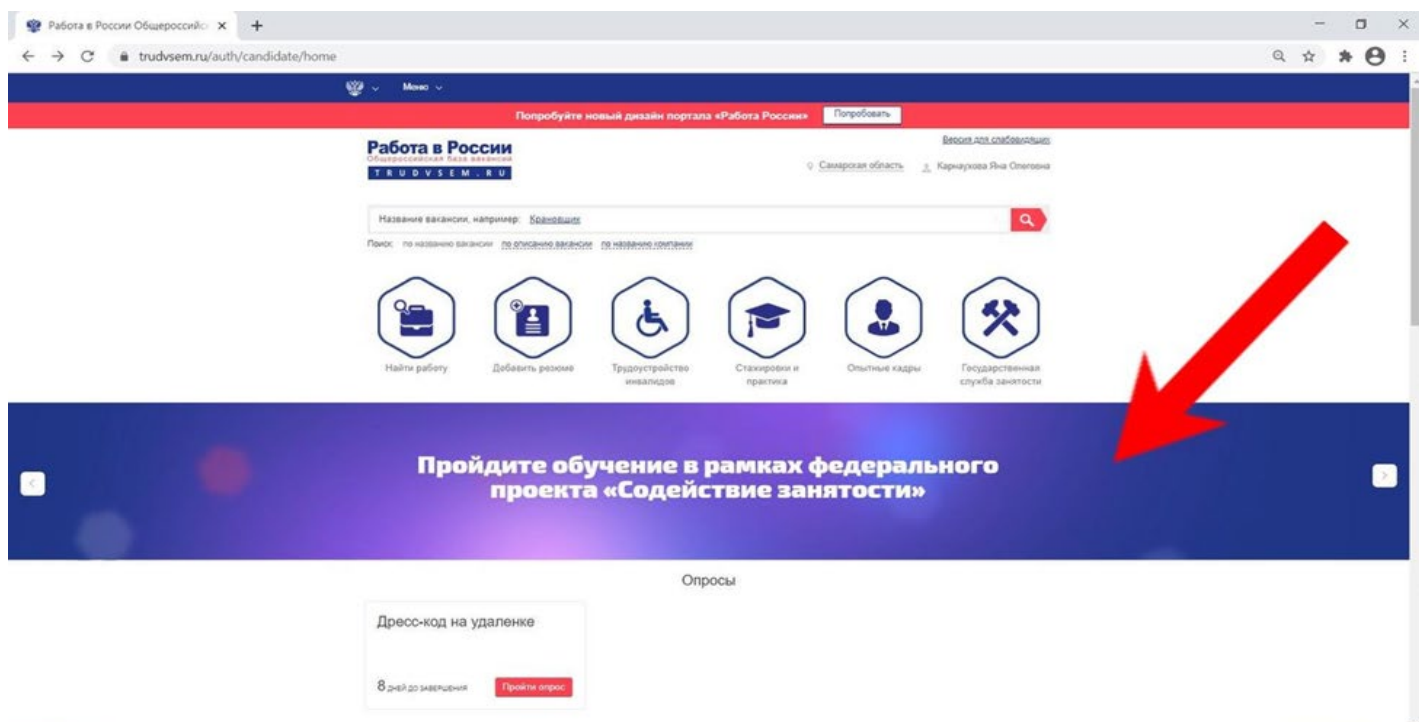 Работа в России Общероссийс
trudvsem.ru/auth/candidate/home
Меню
Попробуйте новый дизайн портала «Работа России» Попробовать
Версия для слабовидящих
Работа в России
Общероссийская база вакансий
TRUDVSEM.RU
Самарская область Карнаухова Яна Олеговна
Название вакансии, например: Крановщик
Поиск: по названию вакансии по описанию вакансии по названию компании
Найти работу Добавить резюме Трудоустройство инвалидов Стажировки и практика Опытные кадры Государственная служба занятости
Пройдите обучение в рамках федерального
проекта «Содействие занятости»
Опросы
Дресс-код на удаленке
8 дней до завершения Пройти опрос